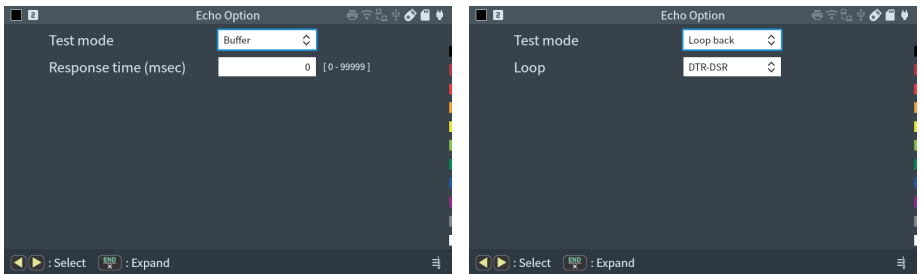 2 Echo Option
Test mode Buffer
Response time (msec) 0 [ 0 - 99999 ]
: Select END X : Expand
2 Echo Option
Test mode Loop back
Loop DTR-DSR
: Select END X : Expand